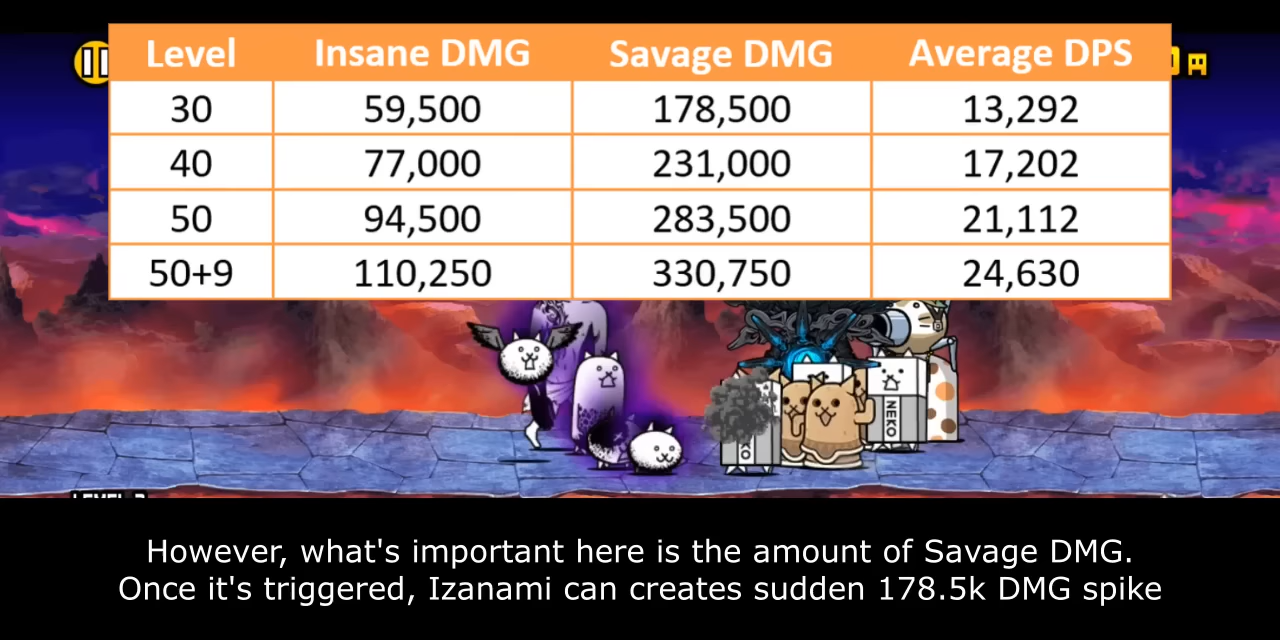 Level Insane DMG Savage DMG Average DPS
30 59,500 178,500 13,292
40 77,000 231,000 17,202
50 94,500 283,500 21,112
50+9 110,250 330,750 24,630
円
NEKO
However, what's important here is the amount of Savage DMG.
Once it's triggered, Izanami can creates sudden 178.5k DMG spike